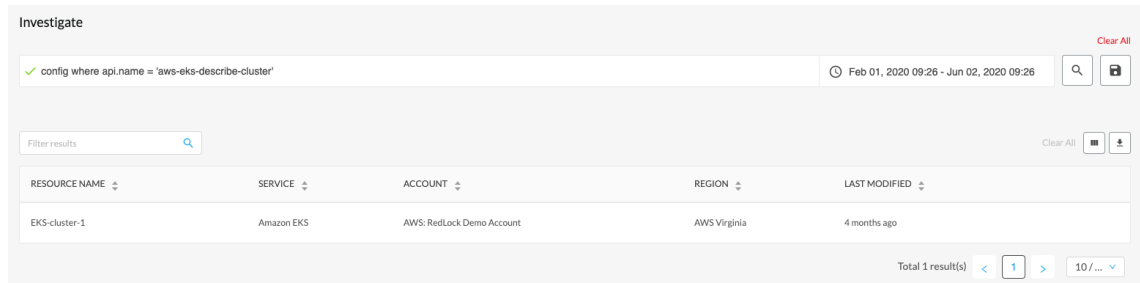 Investigate
Clear All
config where api.name = 'aws-eks-describe-cluster' Feb 01, 2020 09:26 - Jun 02, 2020 09:26
Filter results Clear All
RESOURCE NAME SERVICE ACCOUNT REGION LAST MODIFIED
EKS-cluster-1 Amazon EKS AWS: RedLock Demo Account AWS Virginia 4 months ago
Total 1 result(s) < 1 > 10 / ...